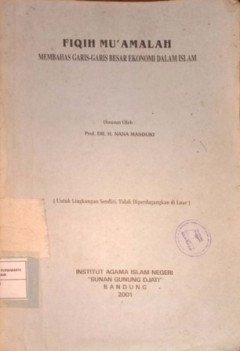 FIQIH MU'AMALAH
MEMBAHAS GARIS-GARIS BESAR EKONOMI DALAM ISLAM
Disusun Oleh :
Prof. DR. H. NANA MASDUKI
( Untuk Lingkungan Sendiri, Tidak Diperdagangkan di Luar )
INSTITUT AGAMA ISLAM NEGERI
"SUNAN GUNUNG DJATI"
BANDUNG
2001